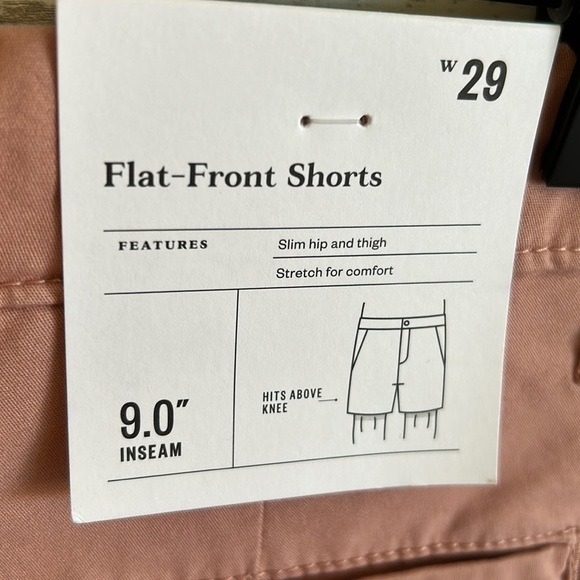 W 29
Flat-Front Shorts
FEATURES
Slim hip and thigh
Stretch for comfort
9.0"
INSEAM
HITS ABOVE
KNEE